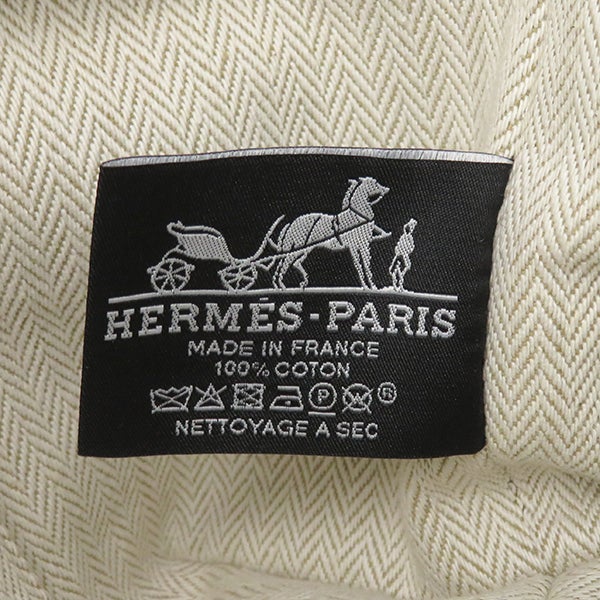 HERMÈS-PARIS
MADE IN FRANCE
100% COTON
P W ®
NETTOYAGE A SEC